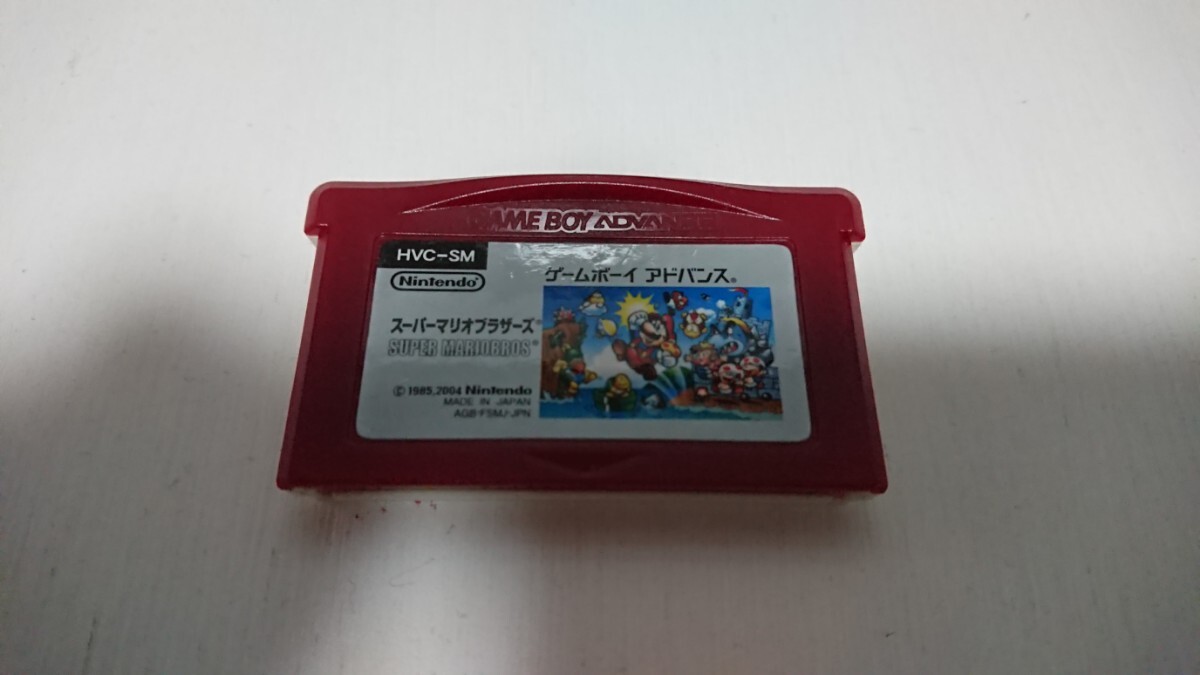 GAME BOY ADVANCE
HVC-SM
Nintendo®
ゲームボーイ アドバンス®
スーパーマリオブラザーズ®
SUPER MARIOBROS®
© 1985,2004 Nintendo
MADE IN JAPAN
AGB-FSMJ-JPN